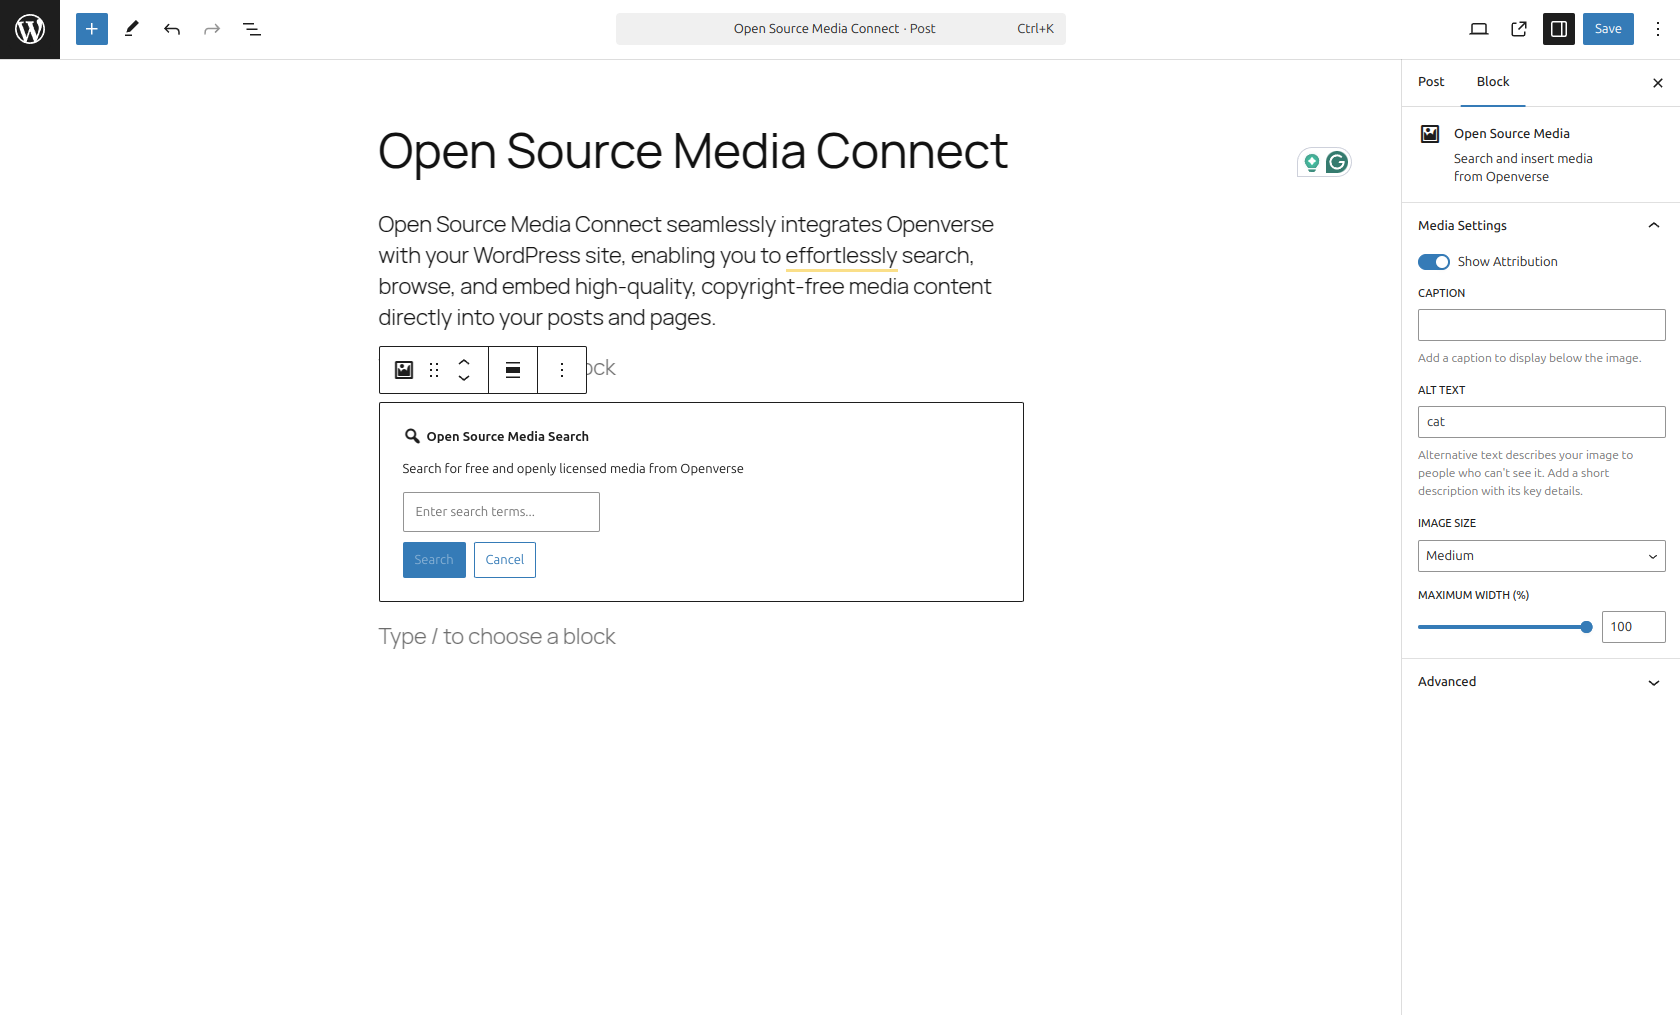 Open Source Media Connect · Post Ctrl+K
Save
Post Block
Open Source Media Connect
Open Source Media Connect seamlessly integrates Openverse
with your WordPress site, enabling you to effortlessly search,
browse, and embed high-quality, copyright-free media content
directly into your posts and pages.
ock
Open Source Media Search
Search for free and openly licensed media from Openverse
Enter search terms...
Search Cancel
Type / to choose a block
Open Source Media
Search and insert media
from Openverse
Media Settings
Show Attribution
CAPTION
Add a caption to display below the image.
ALT TEXT
cat
Alternative text describes your image to
people who can't see it. Add a short
description with its key details.
IMAGE SIZE
Medium
MAXIMUM WIDTH (%)
100
Advanced